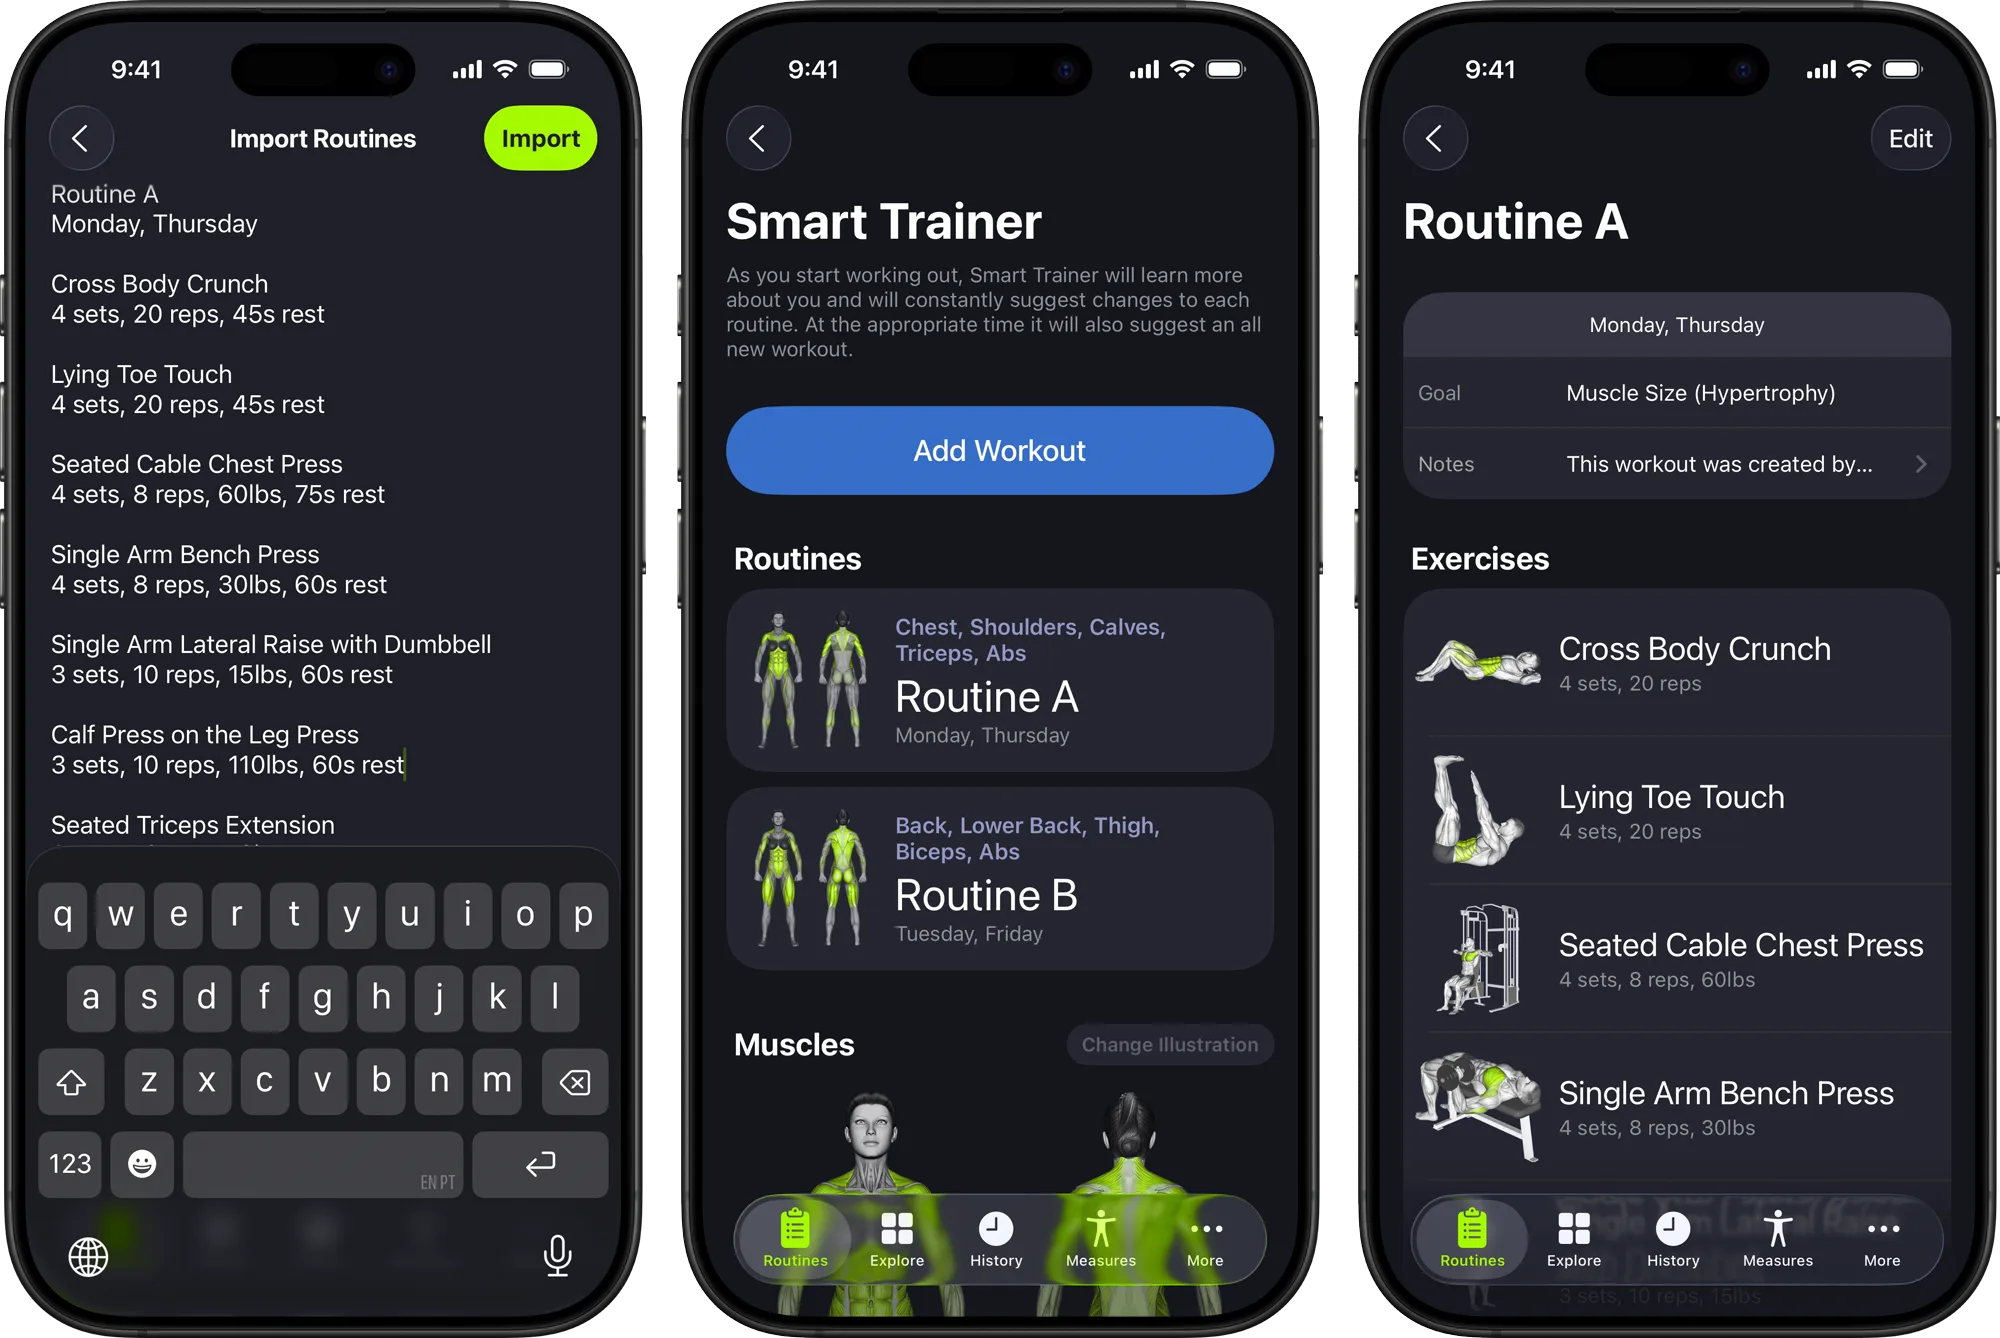 9:41
Import Routines
Import
Routine A
Monday, Thursday
Cross Body Crunch
4 sets, 20 reps, 45s rest
Lying Toe Touch
4 sets, 20 reps, 45s rest
Seated Cable Chest Press
4 sets, 8 reps, 60lbs, 75s rest
Single Arm Bench Press
4 sets, 8 reps, 30lbs, 60s rest
Single Arm Lateral Raise with Dumbbell
3 sets, 10 reps, 15lbs, 60s rest
Calf Press on the Leg Press
3 sets, 10 reps, 110lbs, 60s rest
Seated Triceps Extension
q w e r t y u i o p
a s d f g h j k l
z x c v b n m
123
EN PT
9:41
Smart Trainer
As you start working out, Smart Trainer will learn more
about you and will constantly suggest changes to each
routine. At the appropriate time it will also suggest an all
new workout.
Add Workout
Routines
Chest, Shoulders, Calves,
Triceps, Abs
Routine A
Monday, Thursday
Back, Lower Back, Thigh,
Biceps, Abs
Routine B
Tuesday, Friday
Muscles
Change Illustration
Routines
Explore
History
Measures
More
9:41
Edit
Routine A
Monday, Thursday
Goal
Muscle Size (Hypertrophy)
Notes
This workout was created by...
Exercises
Cross Body Crunch
4 sets, 20 reps
Lying Toe Touch
4 sets, 20 reps
Seated Cable Chest Press
4 sets, 8 reps, 60lbs
Single Arm Bench Press
4 sets, 8 reps, 30lbs
Single Arm Lateral Raise
Routines
Explore
History
Measures
More
3 sets, 10 reps, 15lbs